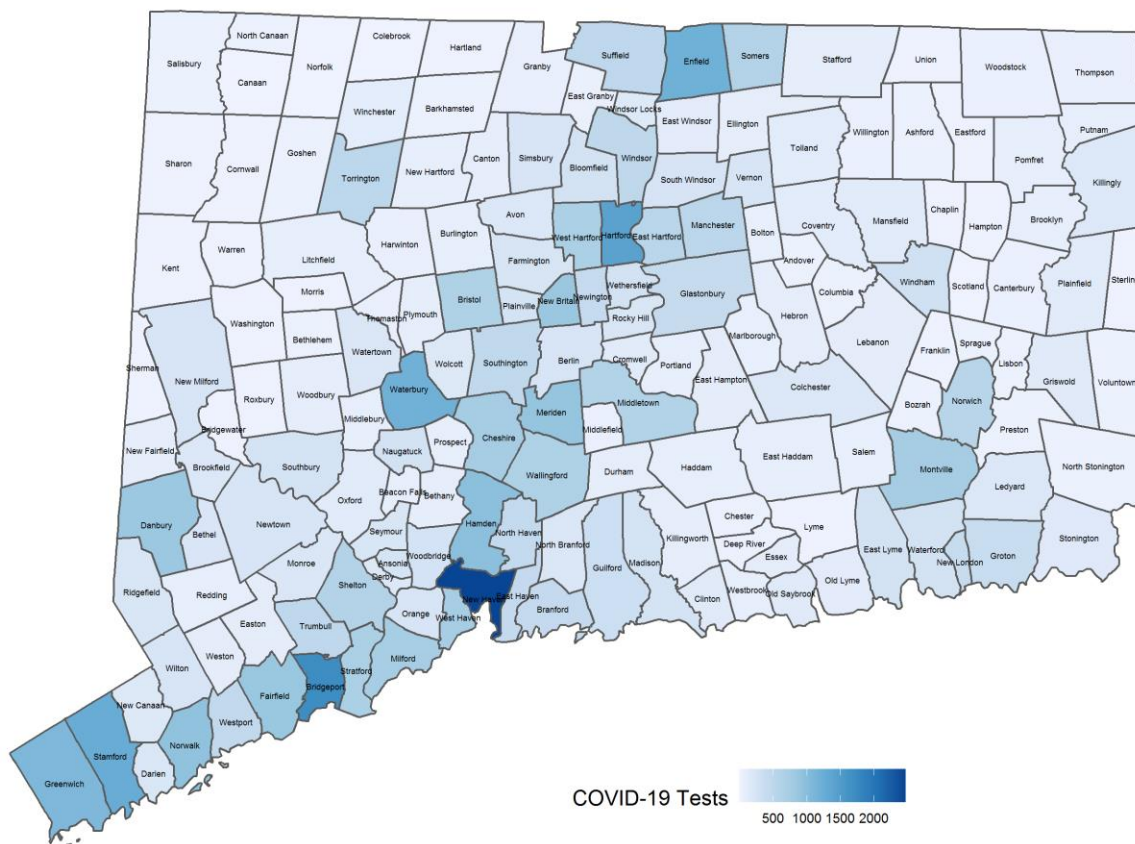 North Canaan
Colebrook
Hartland
Suffield
Enfield
Somers
Stafford
Union
Woodstock
Thompson
Salisbury
Canaan
Norfolk
Granby
East Granby
Windsor Locks
Winchester
Barkhamsted
East Windsor
Ellington
Willington
Ashford
Eastford
Putnam
Sharon
Cornwall
Goshen
Torrington
New Hartford
Canton
Simsbury
Bloomfield
Windsor
South Windsor
Vernon
Tolland
Pomfret
Killingly
Avon
West Hartford
Hartford
East Hartford
Manchester
Bolton
Coventry
Mansfield
Chaplin
Hampton
Brooklyn
Kent
Warren
Litchfield
Harwinton
Burlington
Farmington
Andover
Morris
Bristol
Plainville
New Britain
Newington
Wethersfield
Glastonbury
Columbia
Windham
Scotland
Canterbury
Plainfield
Sterlin
Washington
Bethlehem
Thomaston
Plymouth
Rocky Hill
Hebron
Marlborough
Lebanon
Franklin
Sprague
Lisbon
Sherman
New Milford
Watertown
Wolcott
Southington
Berlin
Cromwell
Portland
East Hampton
Colchester
Griswold
Voluntown
Roxbury
Woodbury
Waterbury
Meriden
Middletown
Bozrah
Norwich
Bridgewater
Middlebury
Prospect
Cheshire
Middlefield
Preston
New Fairfield
Brookfield
Southbury
Naugatuck
Wallingford
Durham
Haddam
East Haddam
Salem
Montville
North Stonington
Danbury
Bethel
Newtown
Oxford
Beacon Falls
Bethany
Hamden
Ledyard
Seymour
North Haven
North Branford
Killingworth
Chester
Lyme
Deep River
Essex
East Lyme
Waterford
New London
Groton
Stonington
Ridgefield
Redding
Monroe
Ansonia
Derby
Woodbridge
Guilford
Madison
Shelton
New Haven
East Haven
Branford
Clinton
Westbrook
Old Saybrook
Old Lyme
Easton
Trumbull
Orange
West Haven
Wilton
Weston
Bridgeport
Stratford
Milford
New Canaan
Westport
Fairfield
Norwalk
Stamford
Greenwich
Darien
COVID-19 Tests
500 1000 1500 2000